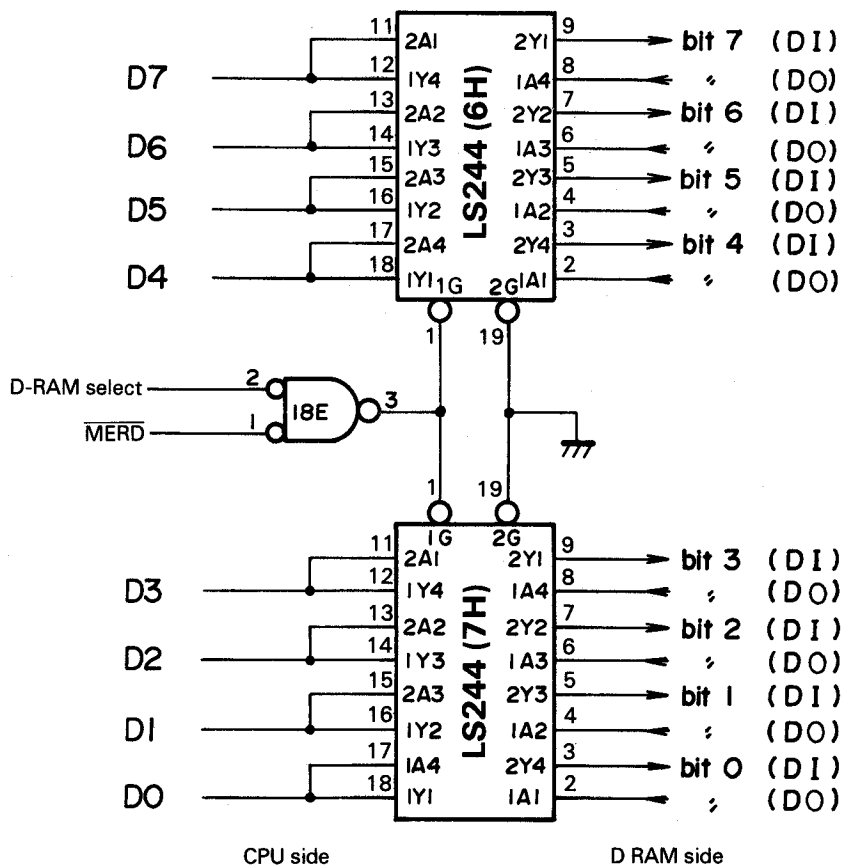 11 2A1 2Y1 9 bit 7 (DI)
D7 12 1Y4 1A4 8 〃 (DO)
13 2A2 2Y2 7 bit 6 (DI)
D6 14 1Y3 1A3 6 〃 (DO)
15 2A3 2Y3 5 bit 5 (DI)
D5 16 1Y2 1A2 4 〃 (DO)
17 2A4 2Y4 3 bit 4 (DI)
D4 18 1Y1 1G 2G 1A1 2 〃 (DO)
LS244 (6H)
1 19
D-RAM select 2
18E 3
MERD 1
1 19
1G 2G
11 2A1 2Y1 9 bit 3 (DI)
D3 12 1Y4 1A4 8 〃 (DO)
13 2A2 2Y2 7 bit 2 (DI)
D2 14 1Y3 1A3 6 〃 (DO)
15 2A3 2Y3 5 bit 1 (DI)
D1 16 1Y2 1A2 4 〃 (DO)
17 1A4 2Y4 3 bit 0 (DI)
D0 18 1Y1 1A1 2 〃 (DO)
LS244 (7H)
CPU side D RAM side